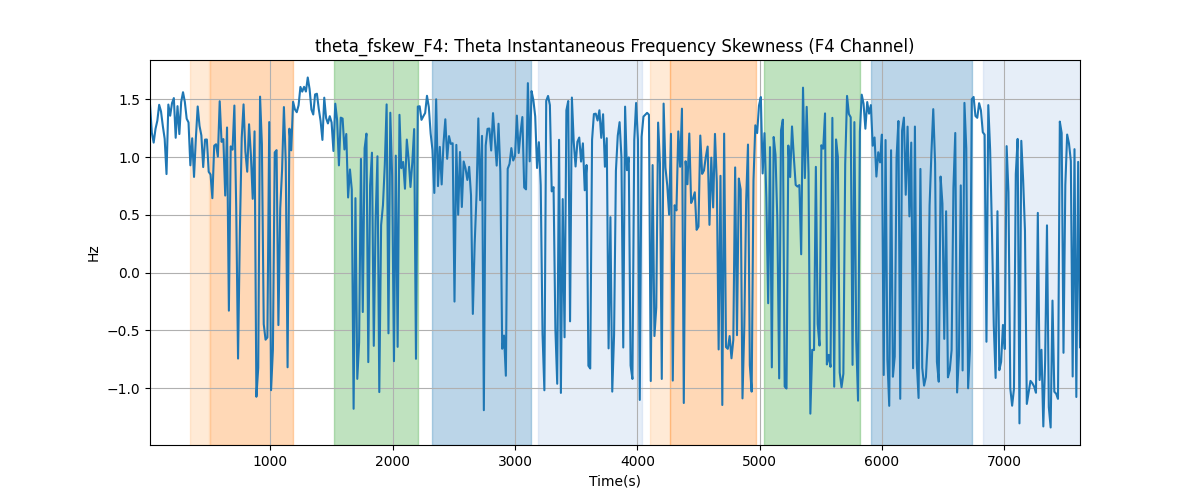 theta_fskew_F4: Theta Instantaneous Frequency Skewness (F4 Channel)
1.5
1.0
0.5
0.0
−0.5
−1.0
Hz
1000 2000 3000 4000 5000 6000 7000
Time(s)